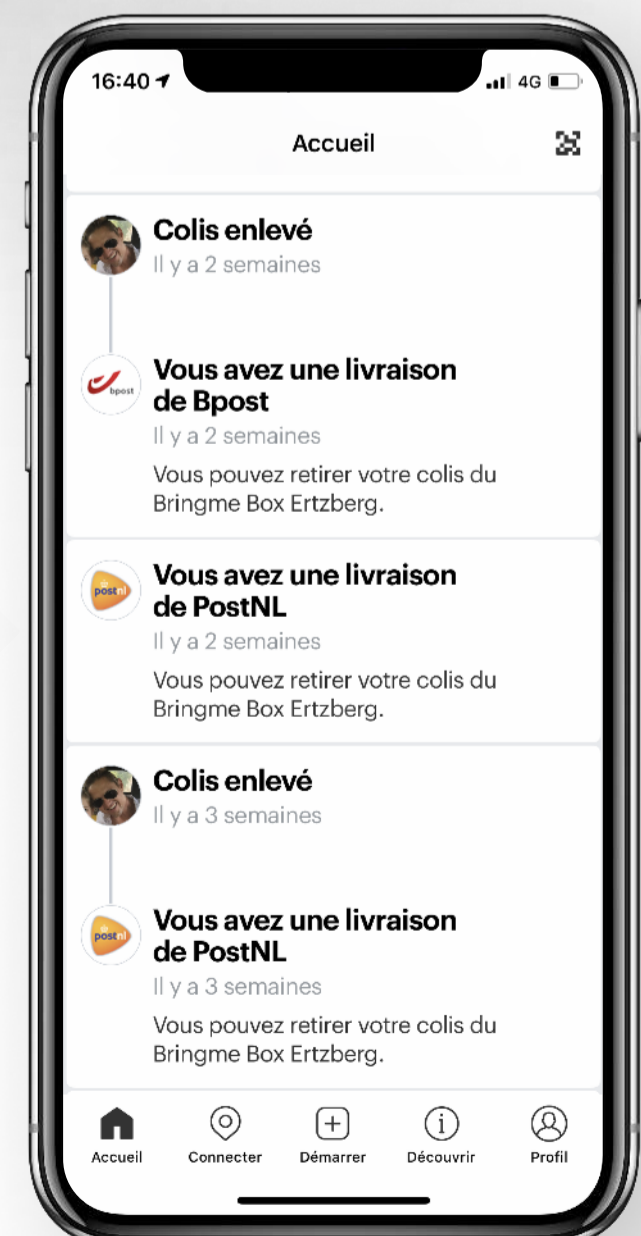 16:40
4G
Accueil
Colis enlevé
Il y a 2 semaines
bpost
Vous avez une livraison
de Bpost
Il y a 2 semaines
Vous pouvez retirer votre colis du
Bringme Box Ertzberg.
postnl
Vous avez une livraison
de PostNL
Il y a 2 semaines
Vous pouvez retirer votre colis du
Bringme Box Ertzberg.
Colis enlevé
Il y a 3 semaines
postnl
Vous avez une livraison
de PostNL
Il y a 3 semaines
Vous pouvez retirer votre colis du
Bringme Box Ertzberg.
Accueil
Connecter
Démarrer
Découvrir
Profil